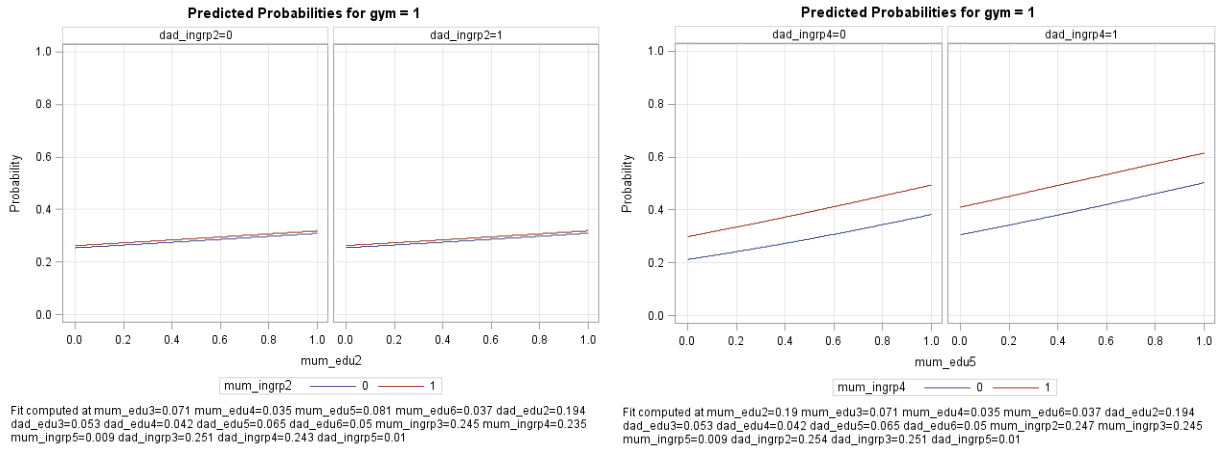 Predicted Probabilities for gym = 1
dad_ingrp2=0
dad_ingrp2=1
1.0
0.8
0.6
0.4
0.2
0.0
Probability
0.0 0.2 0.4 0.6 0.8 1.0
0.0 0.2 0.4 0.6 0.8 1.0
mum_edu2
mum_ingrp2 0 1
Fit computed at mum_edu3=0.071 mum_edu4=0.035 mum_edu5=0.081 mum_edu6=0.037 dad_edu2=0.194
dad_edu3=0.053 dad_edu4=0.042 dad_edu5=0.065 dad_edu6=0.05 mum_ingrp3=0.245 mum_ingrp4=0.235
mum_ingrp5=0.009 dad_ingrp3=0.251 dad_ingrp4=0.243 dad_ingrp5=0.01
Predicted Probabilities for gym = 1
dad_ingrp4=0
dad_ingrp4=1
1.0
0.8
0.6
0.4
0.2
0.0
Probability
0.0 0.2 0.4 0.6 0.8 1.0
0.0 0.2 0.4 0.6 0.8 1.0
mum_edu5
mum_ingrp4 0 1
Fit computed at mum_edu2=0.19 mum_edu3=0.071 mum_edu4=0.035 mum_edu6=0.037 dad_edu2=0.194
dad_edu3=0.053 dad_edu4=0.042 dad_edu5=0.065 dad_edu6=0.05 mum_ingrp2=0.247 mum_ingrp3=0.245
mum_ingrp5=0.009 dad_ingrp2=0.254 dad_ingrp3=0.251 dad_ingrp5=0.01